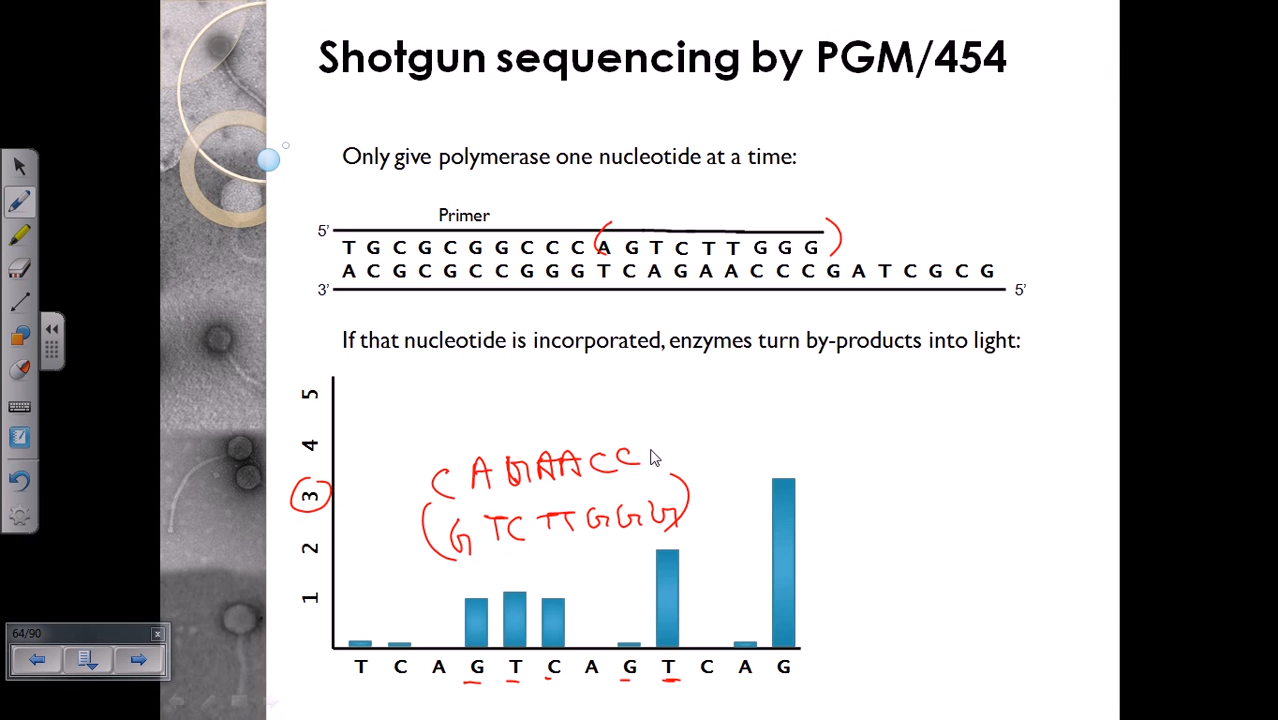 Shotgun sequencing by PGM/454
Only give polymerase one nucleotide at a time:
Primer
5'
T G C G C G G C C C A G T C T T G G G
A C G C G C C G G G T C A G A A C C C G A T C G C G
3' 5'
If that nucleotide is incorporated, enzymes turn by-products into light:
5
4
C A G A A C C
3
G T C T T G G G
2
1
T C A G T C A G T C A G
64/90